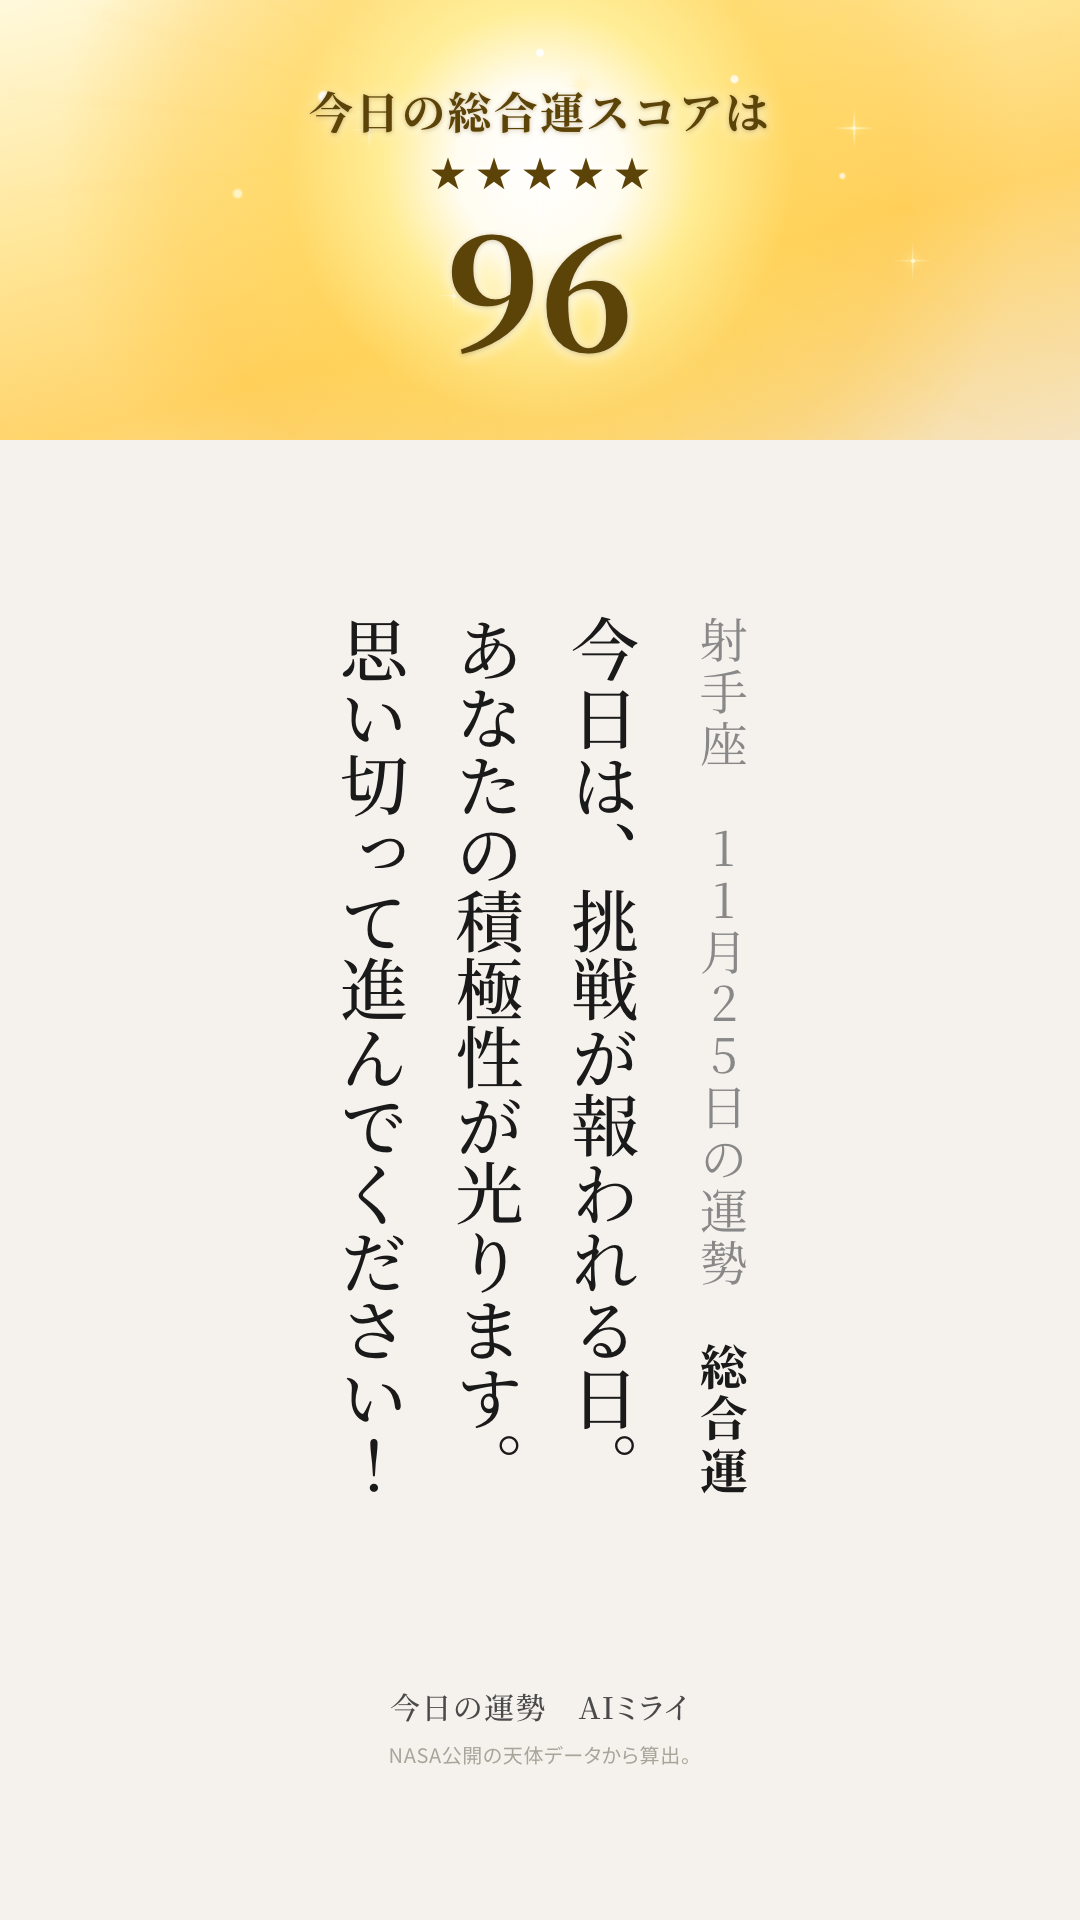 今日の総合運スコアは
★★★★★
96
射手座　11月25日の運勢　総合運
今日は、挑戦が報われる日。
あなたの積極性が光ります。
思い切って進んでください！
今日の運勢　AIミライ
NASA公開の天体データから算出。